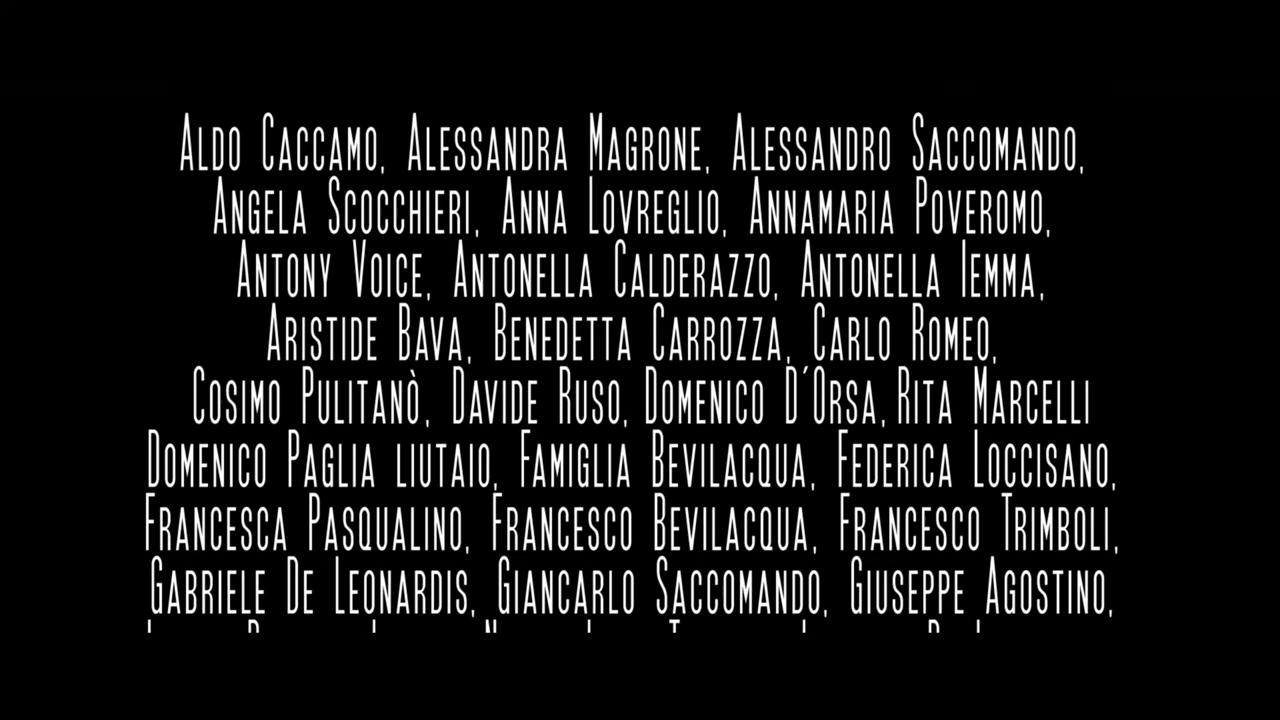 Aldo Caccamo, Alessandra Magrone, Alessandro Saccomando,
Angela Scocchieri, Anna Lovreglio, Annamaria Poveromo,
Antony Voice, Antonella Calderazzo, Antonella Iemma,
Aristide Bava, Benedetta Carrozza, Carlo Romeo,
Cosimo Pulitanò, Davide Ruso, Domenico D'Orsa, Rita Marcelli
Domenico Paglia liutaio, Famiglia Bevilacqua, Federica Loccisano,
Francesca Pasqualino, Francesco Bevilacqua, Francesco Trimboli,
Gabriele De Leonardis, Giancarlo Saccomando, Giuseppe Agostino,